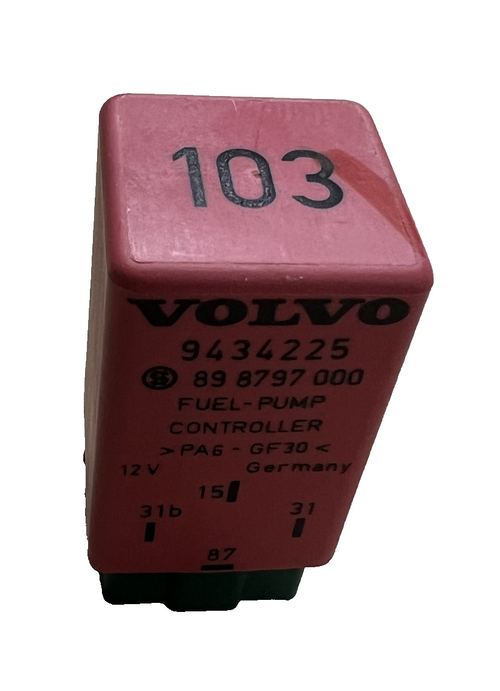 103
VOLVO
9434225
S 89 8797 000
FUEL-PUMP
CONTROLLER
>PA6 - GF30<
12 V Germany
15
31b 31
87